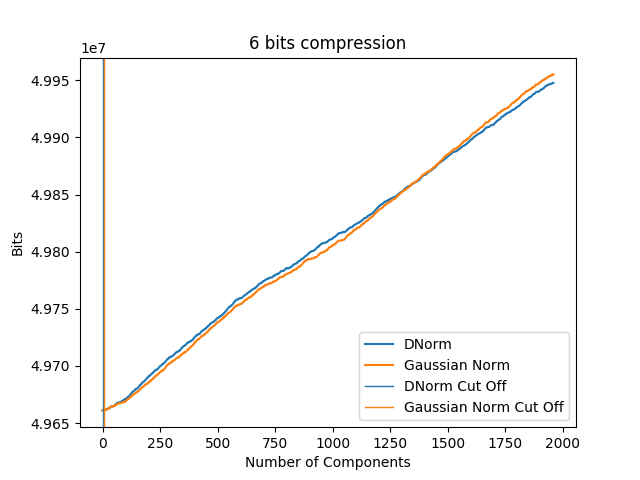 6 bits compression
1e7
4.995
4.990
4.985
4.980
4.975
4.970
4.965
Bits
0 250 500 750 1000 1250 1500 1750 2000
Number of Components
DNorm
Gaussian Norm
DNorm Cut Off
Gaussian Norm Cut Off